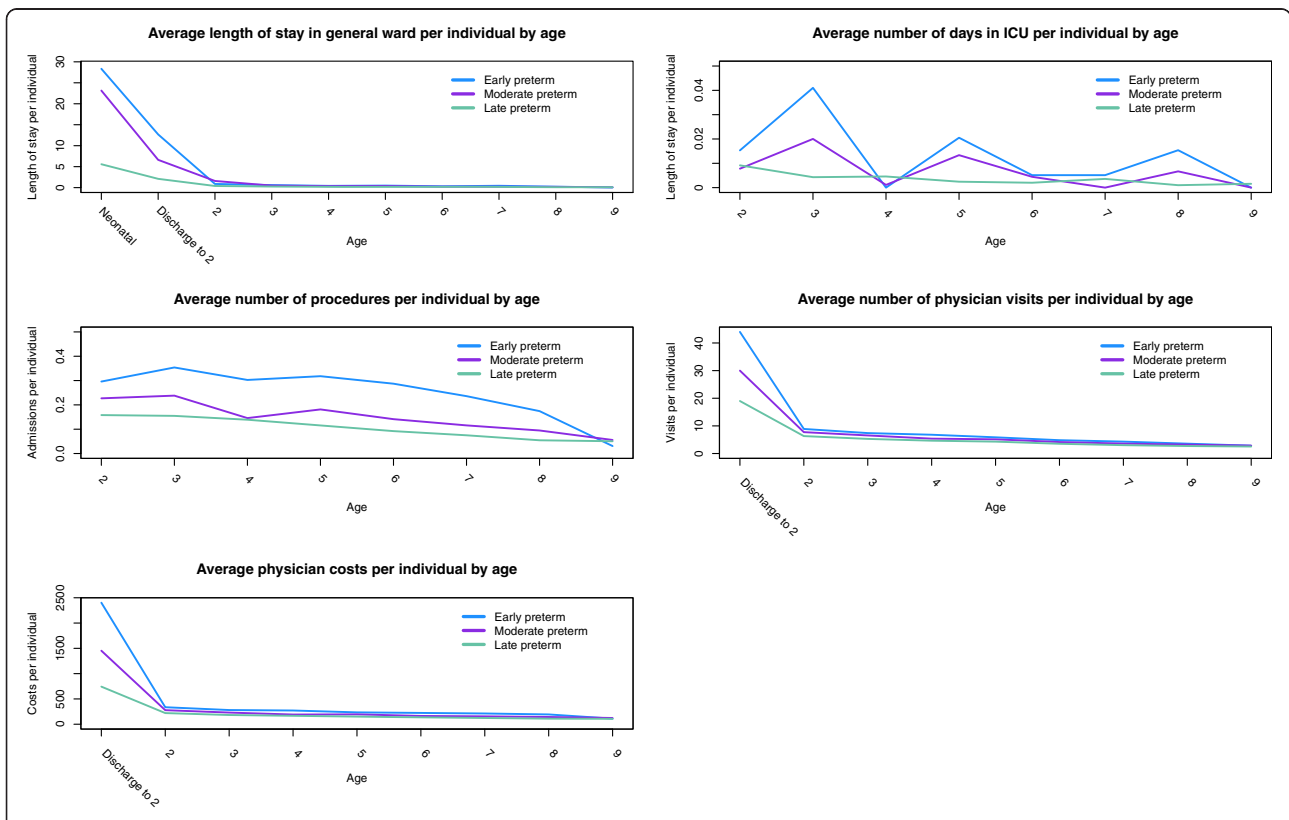 Average length of stay in general ward per individual by age
Length of stay per individual
30
20
10
5
0
Early preterm
Moderate preterm
Late preterm
Neonatal
Discharge to 2
2
3
4
5
6
7
8
9
Age
Average number of days in ICU per individual by age
Length of stay per individual
0.04
0.02
0
Early preterm
Moderate preterm
Late preterm
2
3
4
5
6
7
8
9
Age
Average number of procedures per individual by age
Admissions per individual
0.4
0.2
0.0
Early preterm
Moderate preterm
Late preterm
2
3
4
5
6
7
8
9
Age
Average number of physician visits per individual by age
Visits per individual
40
30
20
10
0
Early preterm
Moderate preterm
Late preterm
Discharge to 2
2
3
4
5
6
7
8
9
Age
Average physician costs per individual by age
Costs per individual
2500
1500
500
0
Early preterm
Moderate preterm
Late preterm
Discharge to 2
2
3
4
5
6
7
8
9
Age